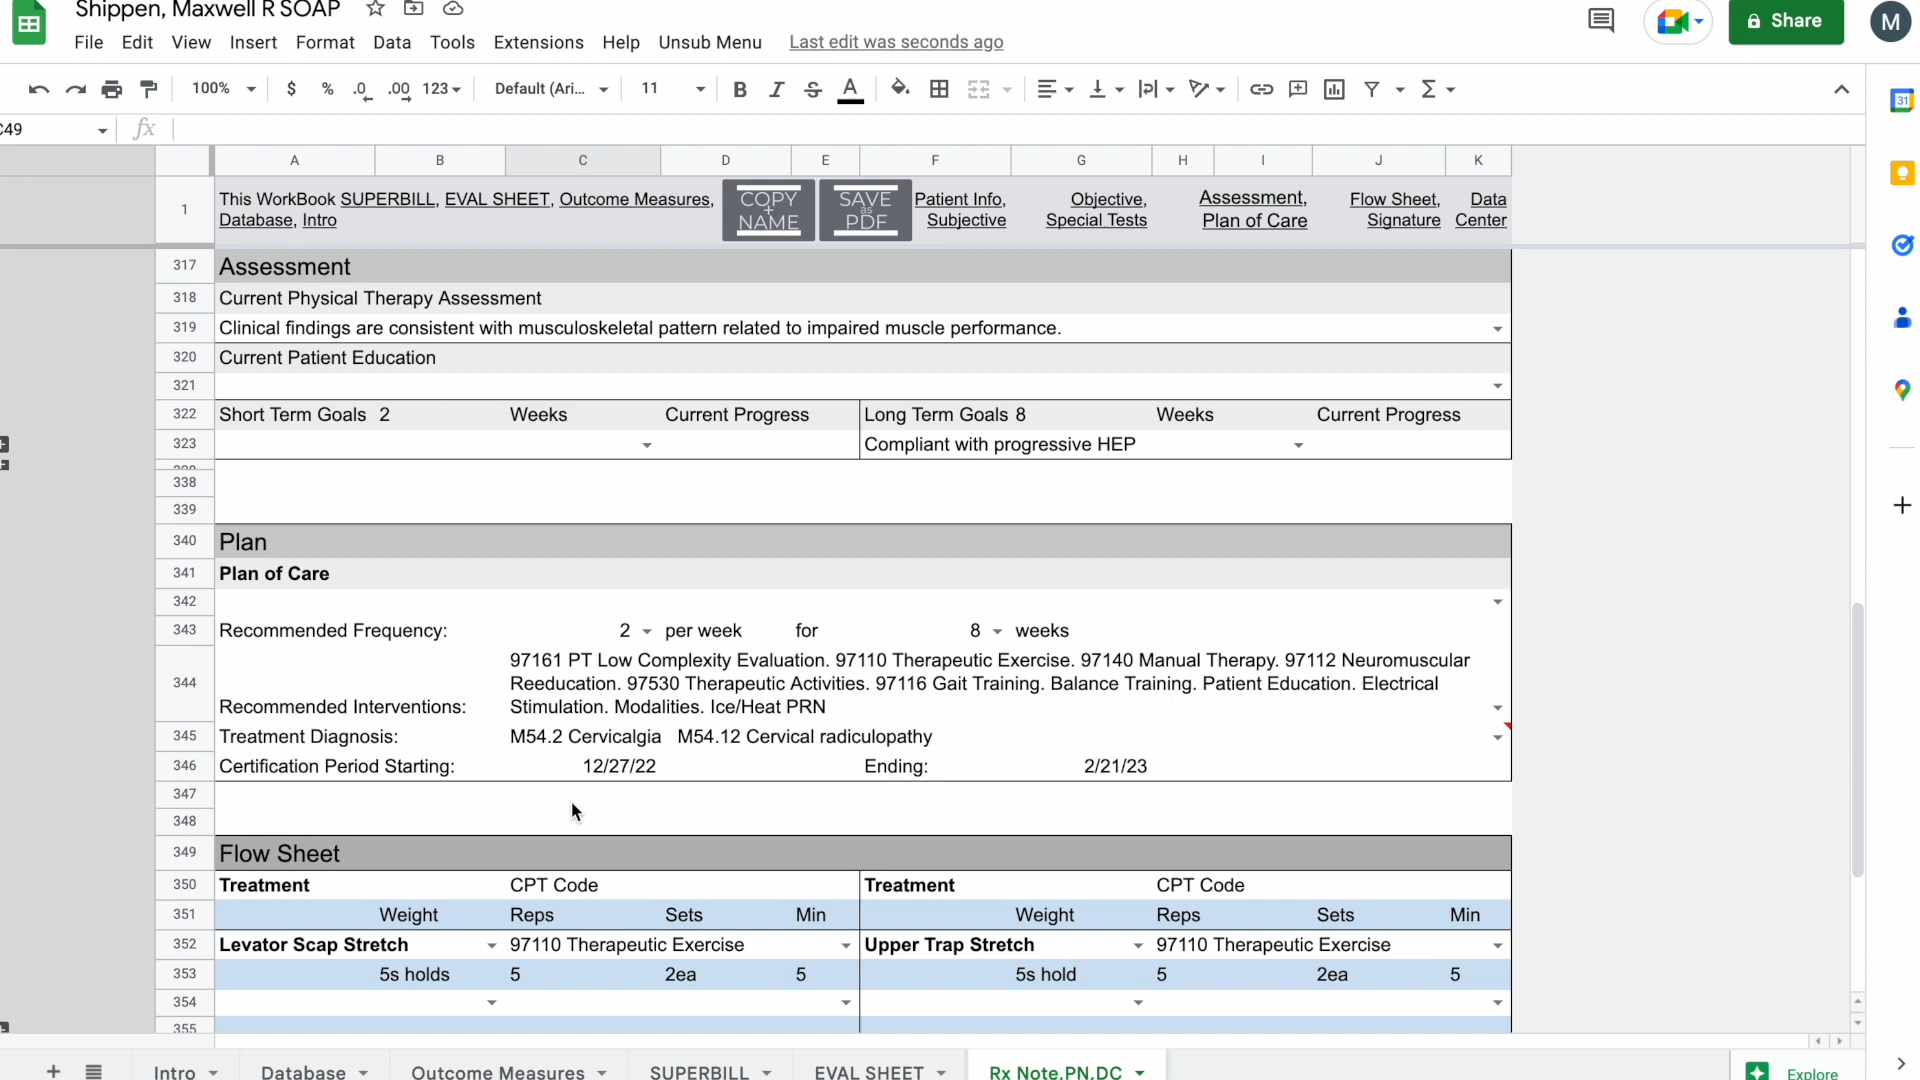 Shippen, Maxwell R SOAP
File Edit View Insert Format Data Tools Extensions Help Unsub Menu Last edit was seconds ago
Share
M
100% $ % .0 .00 123 Default (Ari... 11 B I S A
31
C49 fx
A B C D E F G H I J K
1 This WorkBook SUPERBILL, EVAL SHEET, Outcome Measures, Database, Intro
COPY + NAME
SAVE as PDF
Patient Info, Subjective
Objective, Special Tests
Assessment, Plan of Care
Flow Sheet, Signature
Data Center
317 Assessment
318 Current Physical Therapy Assessment
319 Clinical findings are consistent with musculoskeletal pattern related to impaired muscle performance.
320 Current Patient Education
321
322 Short Term Goals 2 Weeks Current Progress Long Term Goals 8 Weeks Current Progress
323 Compliant with progressive HEP
338
339
340 Plan
341 Plan of Care
342
343 Recommended Frequency: 2 per week for 8 weeks
97161 PT Low Complexity Evaluation. 97110 Therapeutic Exercise. 97140 Manual Therapy. 97112 Neuromuscular
344 Reeducation. 97530 Therapeutic Activities. 97116 Gait Training. Balance Training. Patient Education. Electrical
Recommended Interventions: Stimulation. Modalities. Ice/Heat PRN
345 Treatment Diagnosis: M54.2 Cervicalgia M54.12 Cervical radiculopathy
346 Certification Period Starting: 12/27/22 Ending: 2/21/23
347
348
349 Flow Sheet
350 Treatment CPT Code Treatment CPT Code
351 Weight Reps Sets Min Weight Reps Sets Min
352 Levator Scap Stretch 97110 Therapeutic Exercise Upper Trap Stretch 97110 Therapeutic Exercise
353 5s holds 5 2ea 5 5s hold 5 2ea 5
354
355
Intro Database Outcome Measures SUPERBILL EVAL SHEET Rx Note,PN,DC Explore